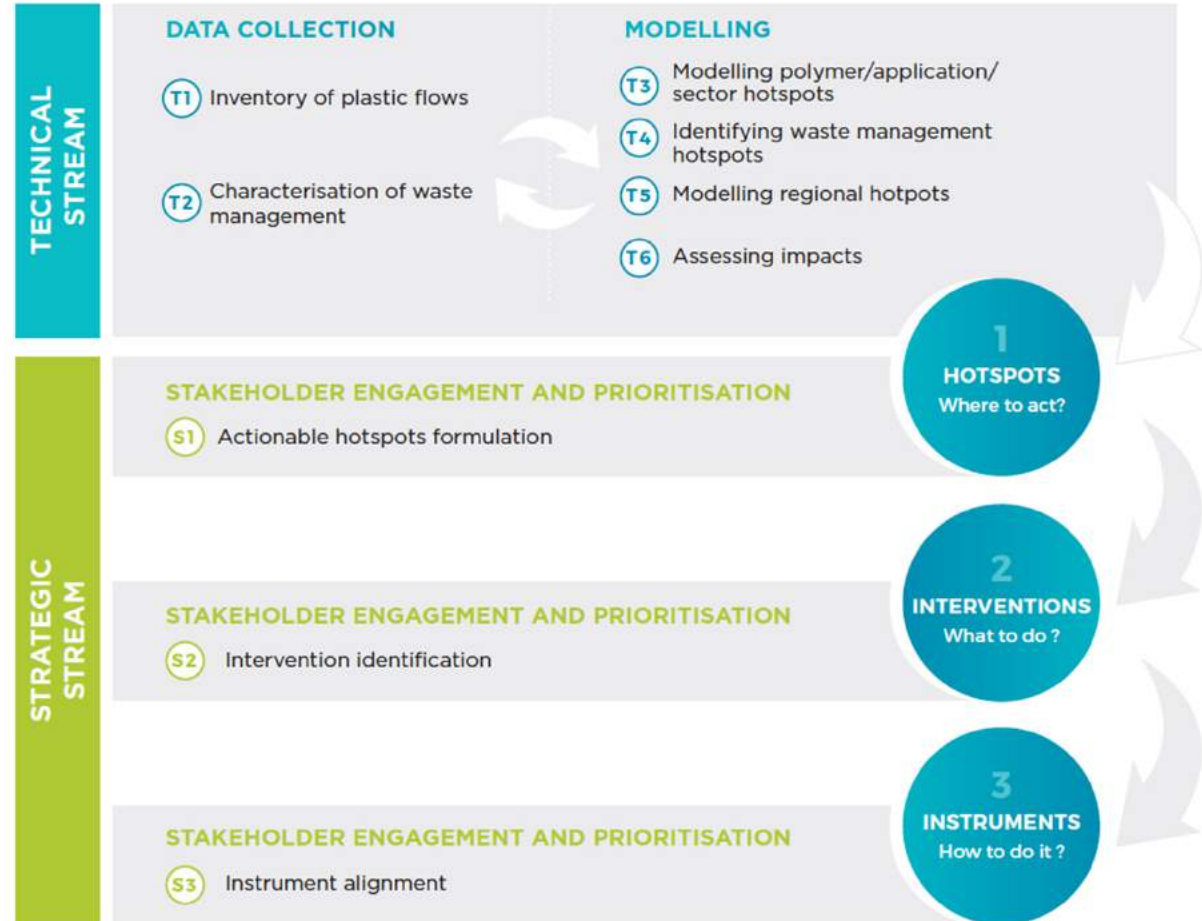 TECHNICAL
STREAM
DATA COLLECTION
T1 Inventory of plastic flows
T2 Characterisation of waste
management
MODELLING
T3 Modelling polymer/application/
sector hotspots
T4 Identifying waste management
hotspots
T5 Modelling regional hotpots
T6 Assessing impacts
1
HOTSPOTS
Where to act?
STRATEGIC
STREAM
STAKEHOLDER ENGAGEMENT AND PRIORITISATION
S1 Actionable hotspots formulation
2
INTERVENTIONS
What to do ?
STAKEHOLDER ENGAGEMENT AND PRIORITISATION
S2 Intervention identification
3
INSTRUMENTS
How to do it ?
STAKEHOLDER ENGAGEMENT AND PRIORITISATION
S3 Instrument alignment